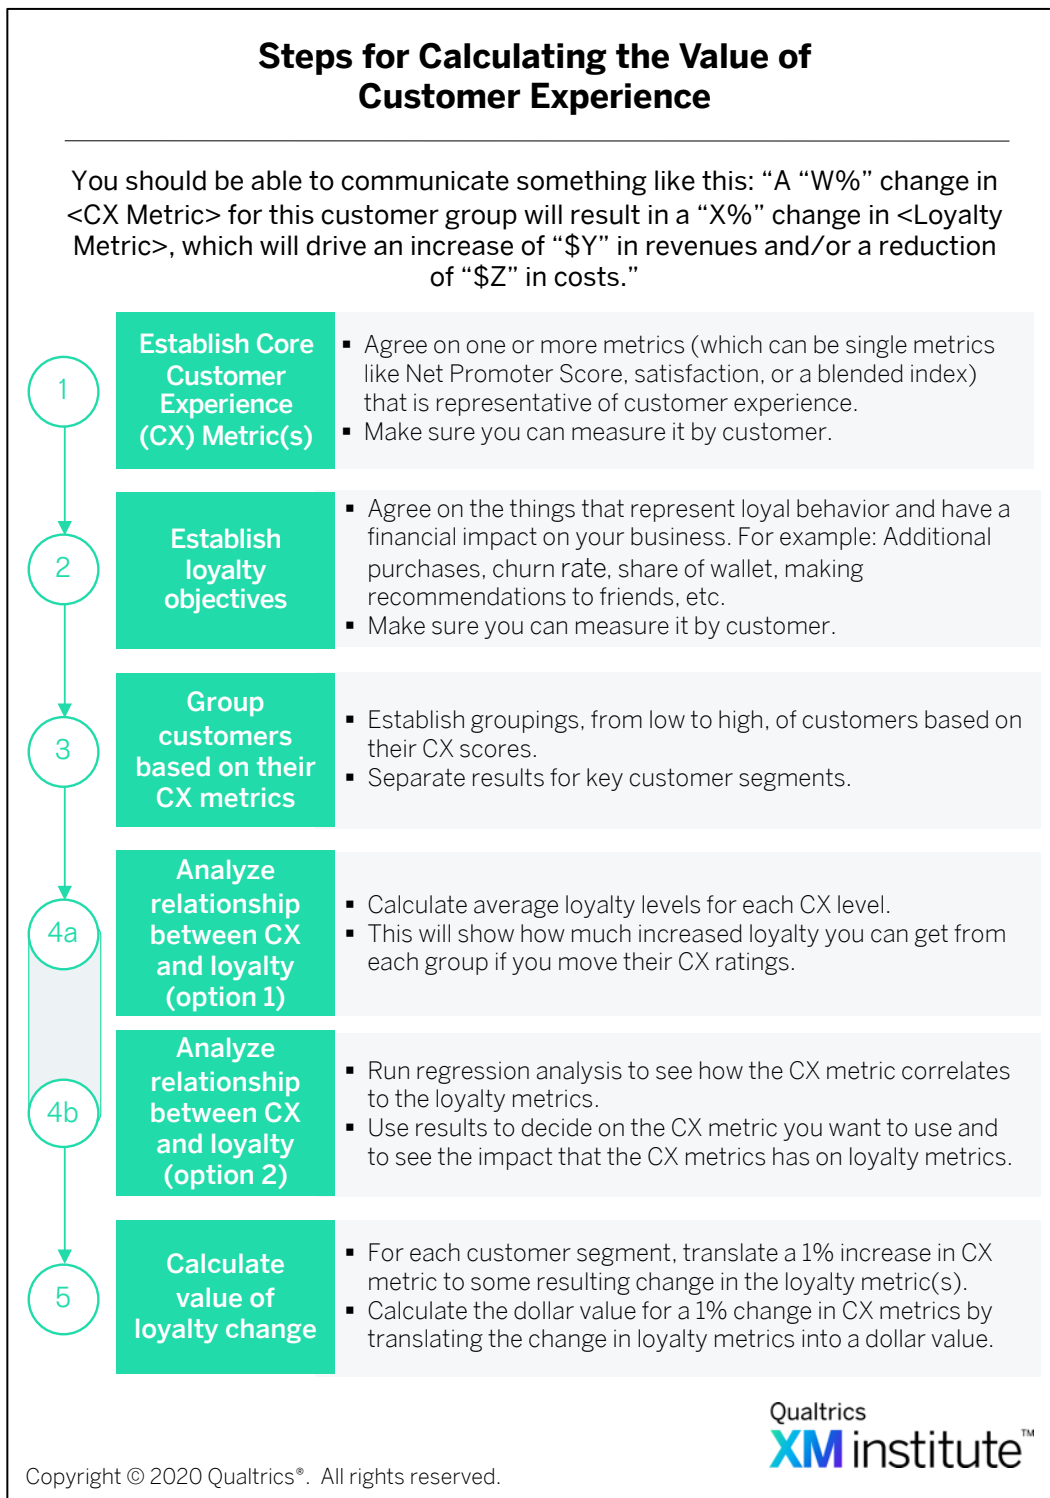 Steps for Calculating the Value of
Customer Experience
You should be able to communicate something like this: “A “W%” change in
<CX Metric> for this customer group will result in a “X%” change in <Loyalty
Metric>, which will drive an increase of “$Y” in revenues and/or a reduction
of “$Z” in costs.”
1
Establish Core
Customer
Experience
(CX) Metric(s)
▪ Agree on one or more metrics (which can be single metrics
like Net Promoter Score, satisfaction, or a blended index)
that is representative of customer experience.
▪ Make sure you can measure it by customer.
2
Establish
loyalty
objectives
▪ Agree on the things that represent loyal behavior and have a
financial impact on your business. For example: Additional
purchases, churn rate, share of wallet, making
recommendations to friends, etc.
▪ Make sure you can measure it by customer.
3
Group
customers
based on their
CX metrics
▪ Establish groupings, from low to high, of customers based on
their CX scores.
▪ Separate results for key customer segments.
4a
Analyze
relationship
between CX
and loyalty
(option 1)
▪ Calculate average loyalty levels for each CX level.
▪ This will show how much increased loyalty you can get from
each group if you move their CX ratings.
4b
Analyze
relationship
between CX
and loyalty
(option 2)
▪ Run regression analysis to see how the CX metric correlates
to the loyalty metrics.
▪ Use results to decide on the CX metric you want to use and
to see the impact that the CX metrics has on loyalty metrics.
5
Calculate
value of
loyalty change
▪ For each customer segment, translate a 1% increase in CX
metric to some resulting change in the loyalty metric(s).
▪ Calculate the dollar value for a 1% change in CX metrics by
translating the change in loyalty metrics into a dollar value.
Qualtrics
XM institute™
Copyright © 2020 Qualtrics®. All rights reserved.